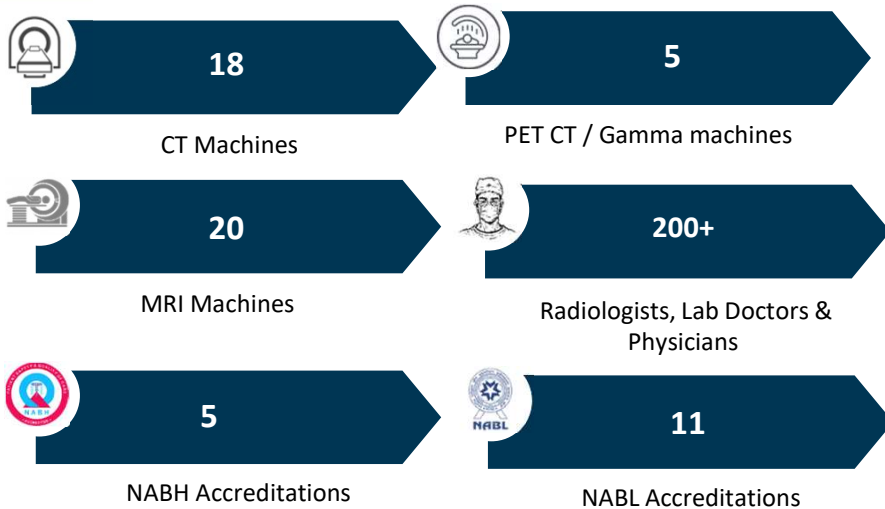 18
CT Machines
5
PET CT / Gamma machines
20
MRI Machines
200+
Radiologists, Lab Doctors &
Physicians
NABH
5
NABH Accreditations
NABL
11
NABL Accreditations